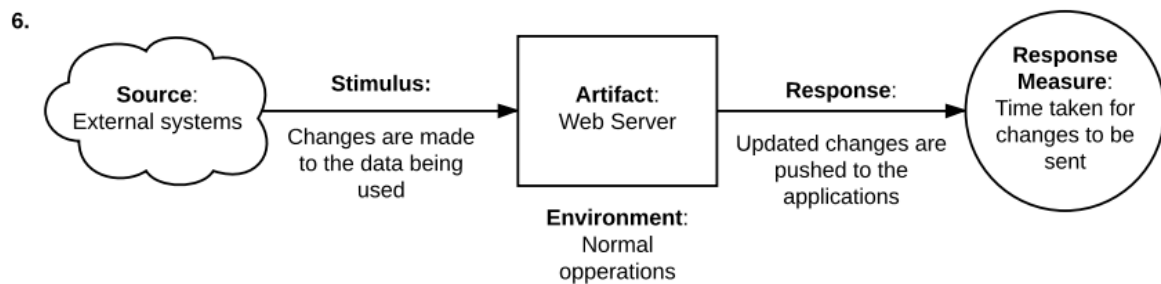 6.
Source:
External systems
Stimulus:
Changes are made
to the data being
used
Artifact:
Web Server
Environment:
Normal
opperations
Response:
Updated changes are
pushed to the
applications
Response
Measure:
Time taken for
changes to be
sent